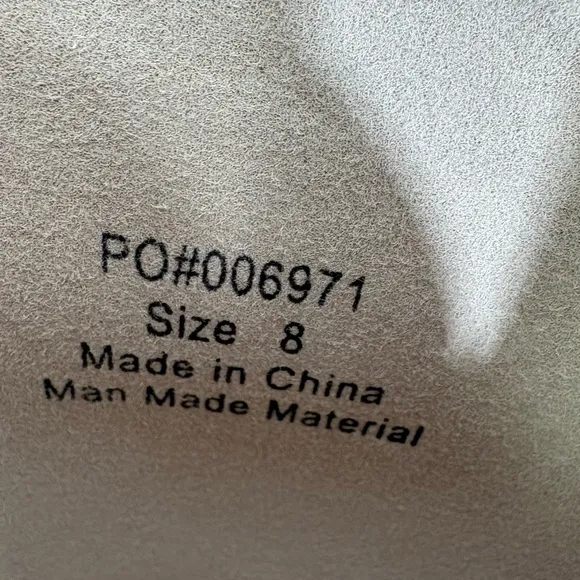 PO#006971
Size 8
Made in China
Man Made Material